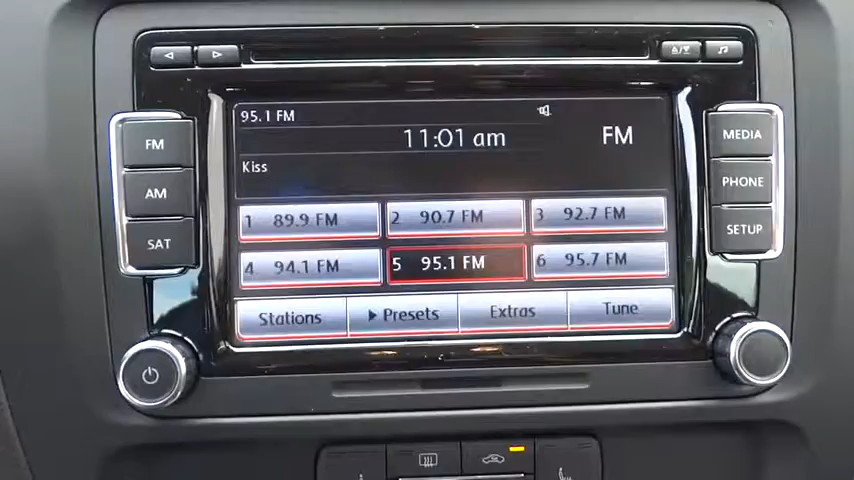 95.1 FM
11:01 am
FM
Kiss
FM
AM
SAT
MEDIA
PHONE
SETUP
1 89.9 FM
2 90.7 FM
3 92.7 FM
4 94.1 FM
5 95.1 FM
6 95.7 FM
Stations
Presets
Extras
Tune